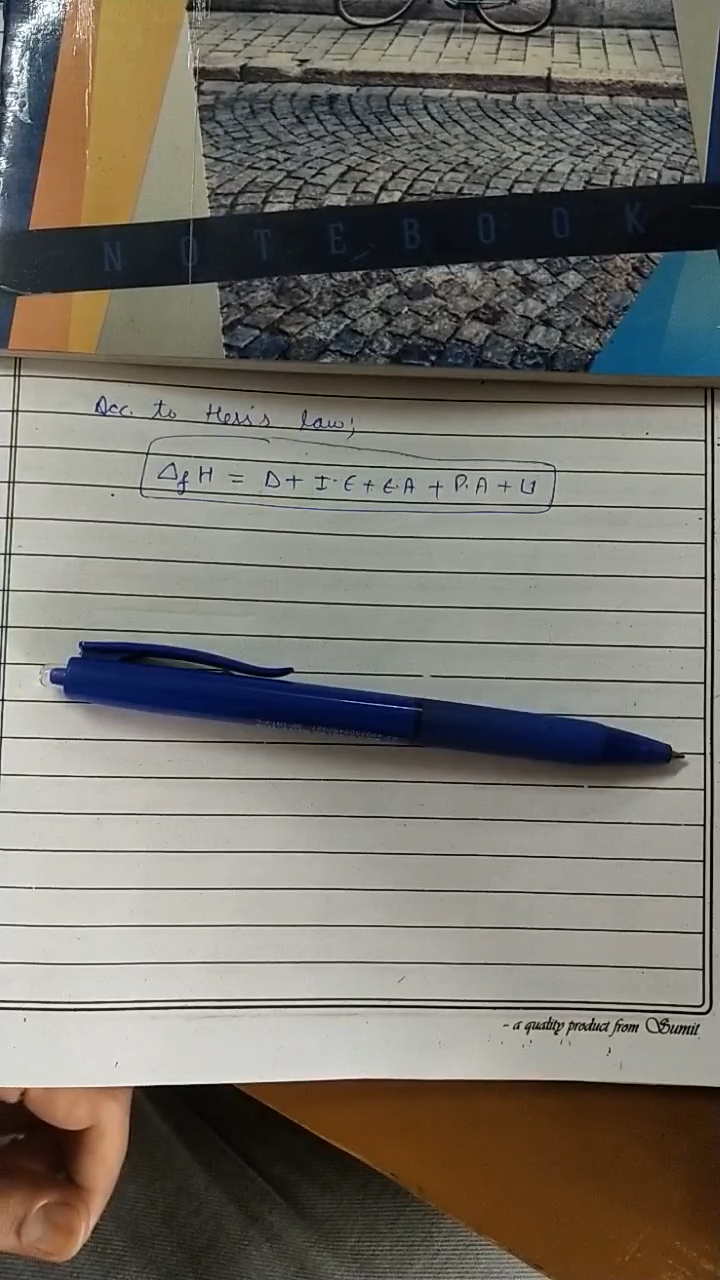 NOTEBOOK
Acc. to Hess's law;
ΔfH = D + I.E + E.A + P.A + U
- a quality product from Sumit